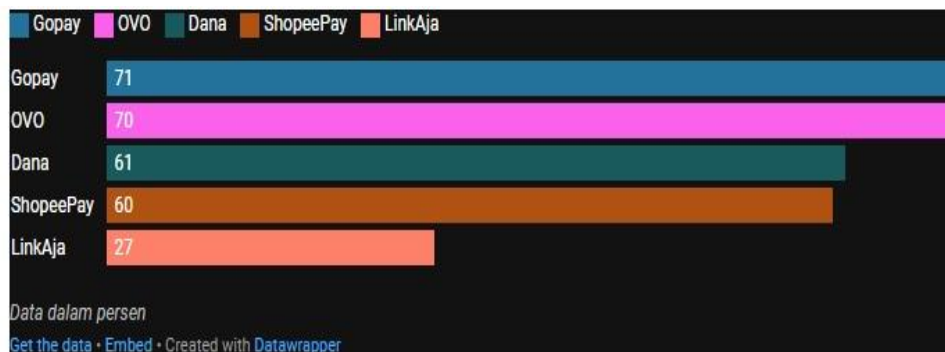 Gopay OVO Dana ShopeePay LinkAja
Gopay 71
OVO 70
Dana 61
ShopeePay 60
LinkAja 27
Data dalam persen
Get the data • Embed • Created with Datawrapper